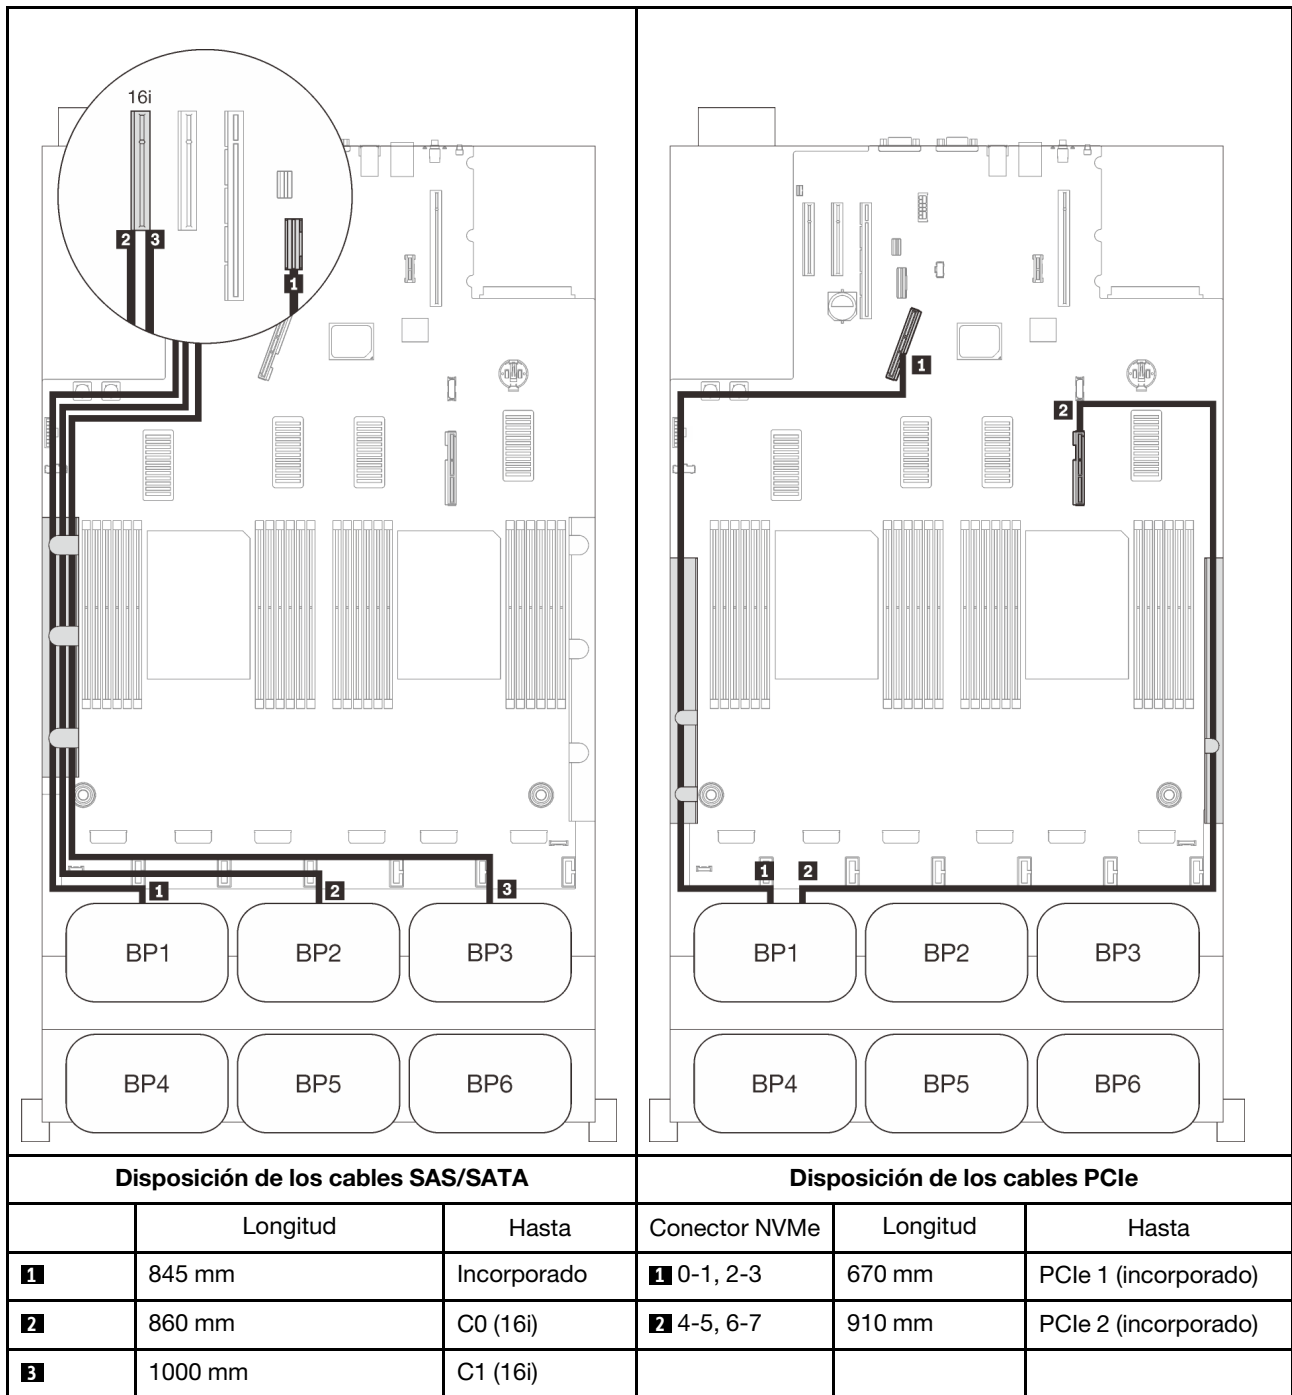 16i
2 3
1
1
2
1
2
3
1
2
BP1 BP2 BP3
BP4 BP5 BP6
BP1 BP2 BP3
BP4 BP5 BP6
Disposición de los cables SAS/SATA
Disposición de los cables PCIe
Longitud Hasta Conector NVMe Longitud Hasta
1 845 mm Incorporado 1 0-1, 2-3 670 mm PCIe 1 (incorporado)
2 860 mm C0 (16i) 2 4-5, 6-7 910 mm PCIe 2 (incorporado)
3 1000 mm C1 (16i)